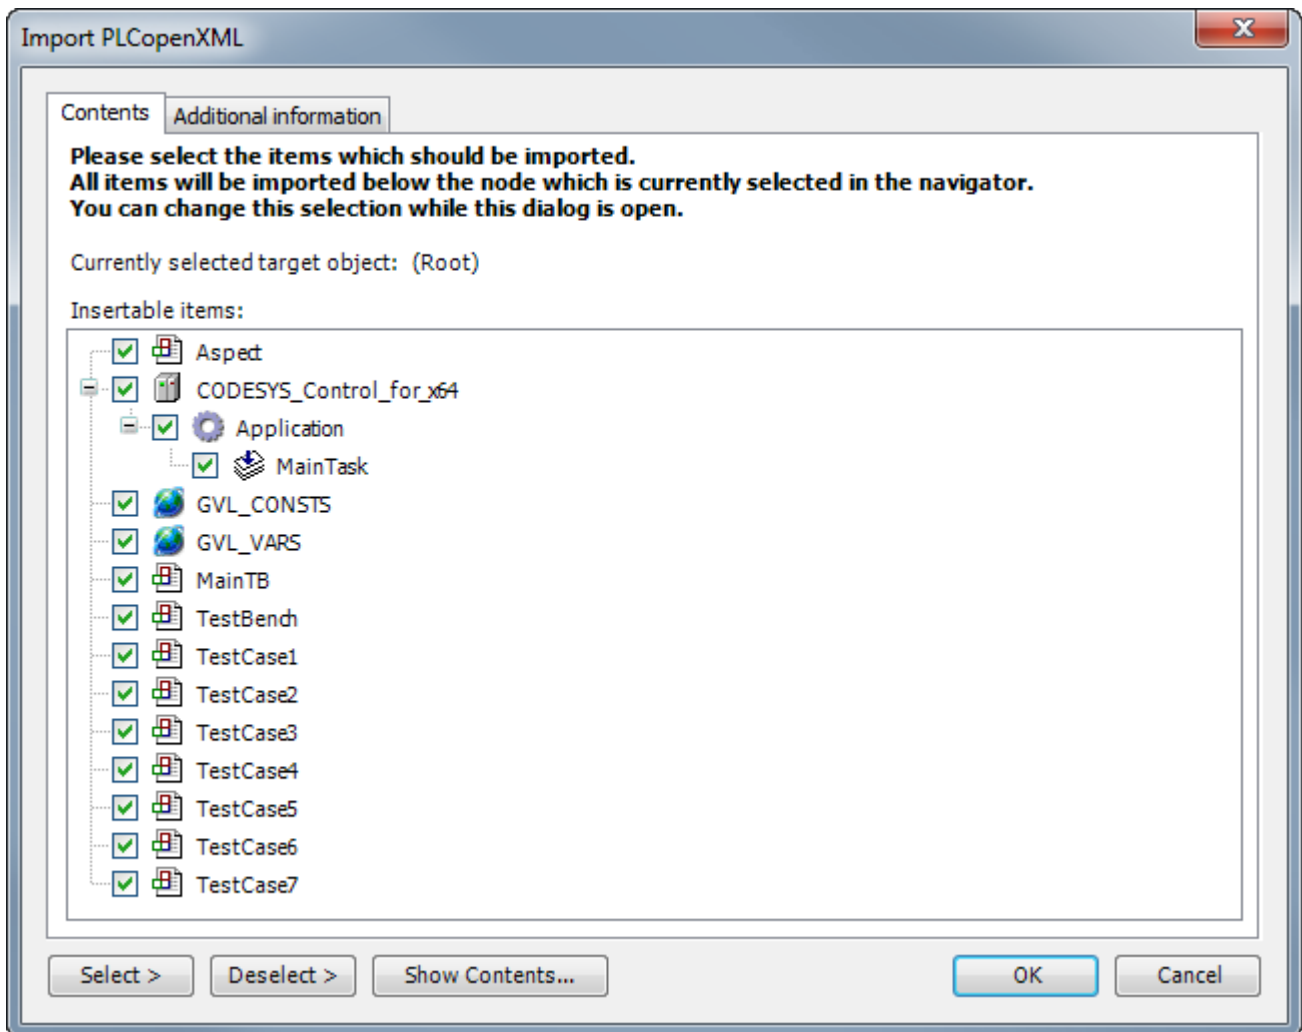 Import PLCopenXML
Contents
Additional information
Please select the items which should be imported.
All items will be imported below the node which is currently selected in the navigator.
You can change this selection while this dialog is open.
Currently selected target object: (Root)
Insertable items:
Aspect
CODESYS_Control_for_x64
Application
MainTask
GVL_CONSTS
GVL_VARS
MainTB
TestBench
TestCase1
TestCase2
TestCase3
TestCase4
TestCase5
TestCase6
TestCase7
Select >
Deselect >
Show Contents...
OK
Cancel